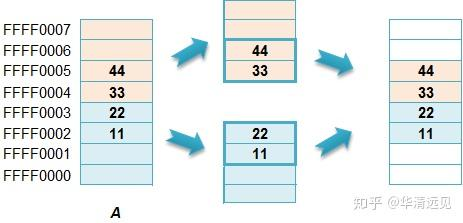 FFFF0007
FFFF0006 44
FFFF0005 44 33 44
FFFF0004 33 33
FFFF0003 22 22 22
FFFF0002 11 11 11
FFFF0001
FFFF0000
A
知乎 @华清远见